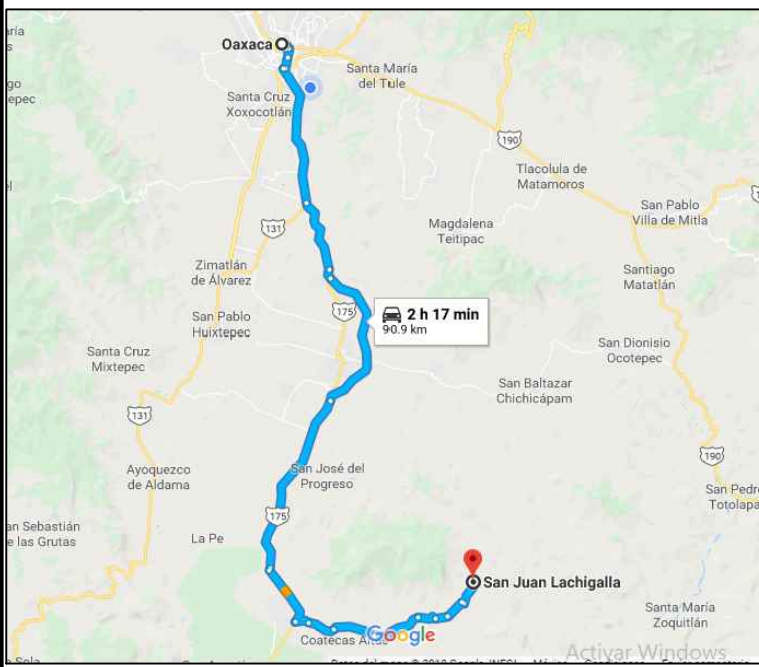 Oaxaca
Santa María
del Tule
Santa Cruz
Xoxocotlán
190
Tlacolula de
Matamoros
San Pablo
Villa de Mitla
131
Magdalena
Teitipac
Zimatlán
de Álvarez
Santiago
Matatlán
175
2 h 17 min
90.9 km
San Pablo
Huixtepec
San Dionisio
Ocotepec
Santa Cruz
Mixtepec
San Baltazar
Chichicápam
131
190
Ayoquezco
de Aldama
San José del
Progreso
San Pedro
Totolapa
175
an Sebastián
e las Grutas
La Pe
San Juan Lachigalla
Santa María
Zoquitlán
Coatecas Altas
Google
Activar Windows